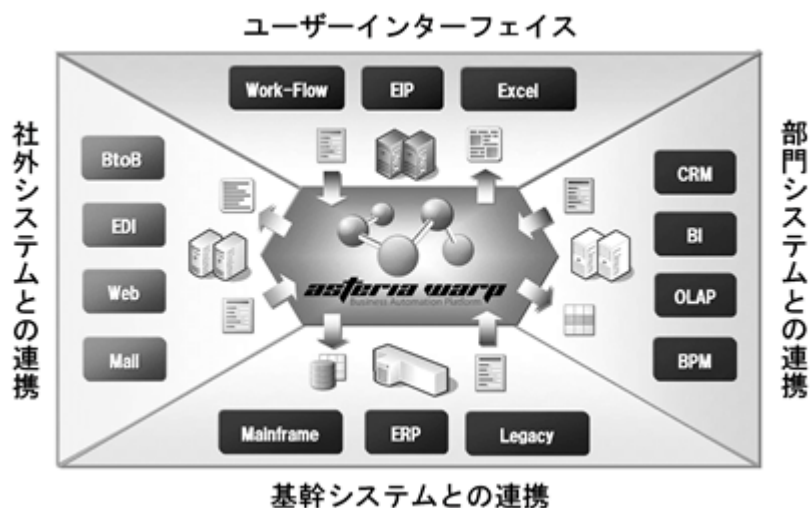 ユーザーインターフェイス
Work-Flow
EIP
Excel
社外システムとの連携
BtoB
EDI
Web
Mail
部門システムとの連携
CRM
BI
OLAP
BPM
asteria warp
Business Automation Platform
Mainframe
ERP
Legacy
基幹システムとの連携